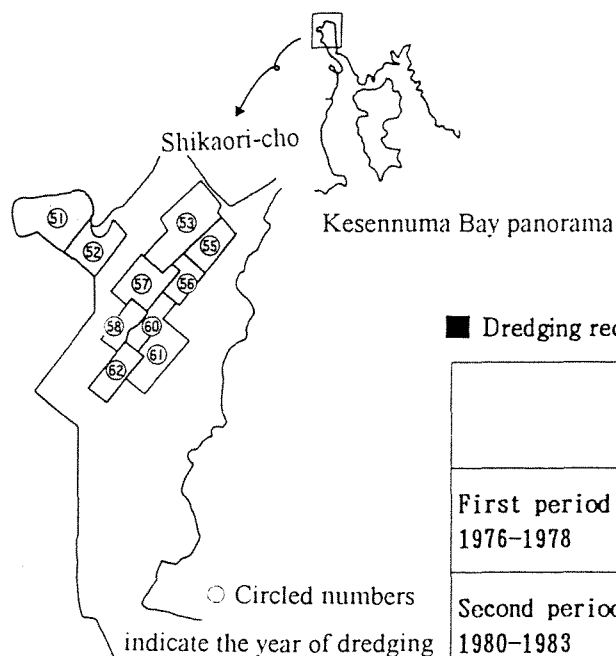 Shikaori-cho
Kesennuma Bay panorama
51
52
53
55
56
57
58
60
61
62
■ Dredging rec
First period
1976-1978
Second period
1980-1983
○ Circled numbers
indicate the year of dredging